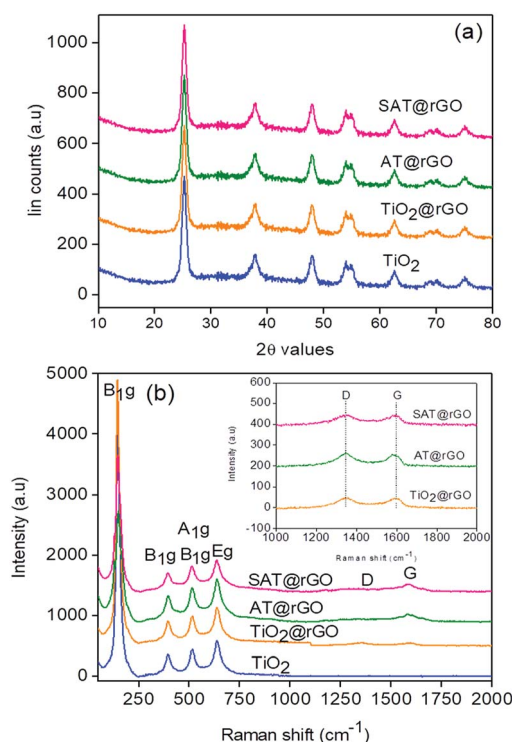 (a)
1000
800
600
400
200
0
lin counts (a.u)
SAT@rGO
AT@rGO
TiO2@rGO
TiO2
10 20 30 40 50 60 70 80
2θ values
(b)
5000
4000
3000
2000
1000
0
Intensity (a.u)
B1g
A1g
B1g B1g Eg
SAT@rGO D G
AT@rGO
TiO2@rGO
TiO2
250 500 750 1000 1250 1500 1750 2000
Raman shift (cm-1)
600
500
400
300
200
100
0
-100
Intensity (a.u)
D G
SAT@rGO
AT@rGO
TiO2@rGO
1000 1200 1400 1600 1800 2000
Raman shift (cm-1)